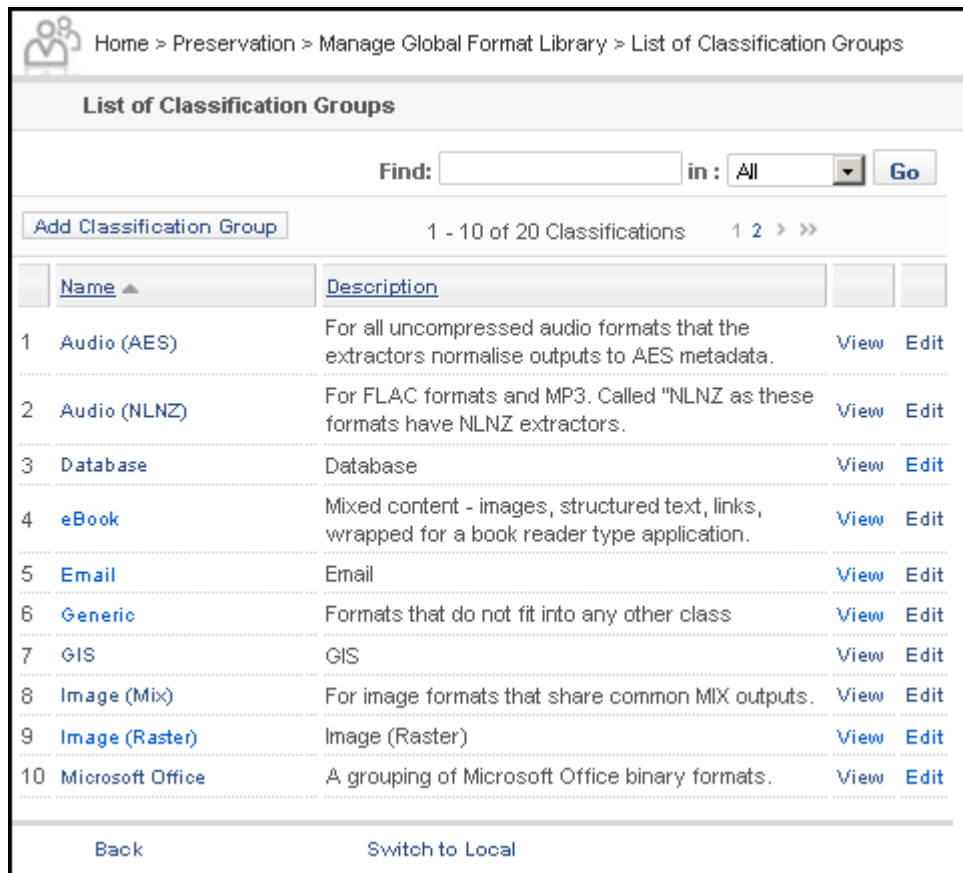 Home > Preservation > Manage Global Format Library > List of Classification Groups
List of Classification Groups
Find: in : All Go
Add Classification Group 1 - 10 of 20 Classifications 1 2 > >>
Name Description
1 Audio (AES) For all uncompressed audio formats that the View Edit
extractors normalise outputs to AES metadata.
2 Audio (NLNZ) For FLAC formats and MP3. Called "NLNZ as these View Edit
formats have NLNZ extractors.
3 Database Database View Edit
4 eBook Mixed content - images, structured text, links, View Edit
wrapped for a book reader type application.
5 Email Email View Edit
6 Generic Formats that do not fit into any other class View Edit
7 GIS GIS View Edit
8 Image (Mix) For image formats that share common MIX outputs. View Edit
9 Image (Raster) Image (Raster) View Edit
10 Microsoft Office A grouping of Microsoft Office binary formats. View Edit
Back Switch to Local